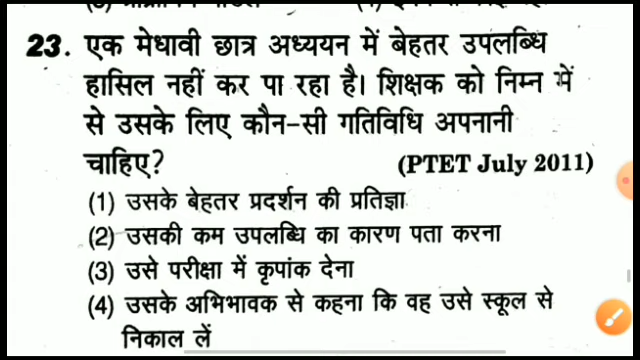 23. एक मेधावी छात्र अध्ययन में बेहतर उपलब्धि
हासिल नहीं कर पा रहा है। शिक्षक को निम्न में
से उसके लिए कौन-सी गतिविधि अपनानी
चाहिए? (PTET July 2011)
(1) उसके बेहतर प्रदर्शन की प्रतिज्ञा
(2) उसकी कम उपलब्धि का कारण पता करना
(3) उसे परीक्षा में कृपांक देना
(4) उसके अभिभावक से कहना कि वह उसे स्कूल से
निकाल लें